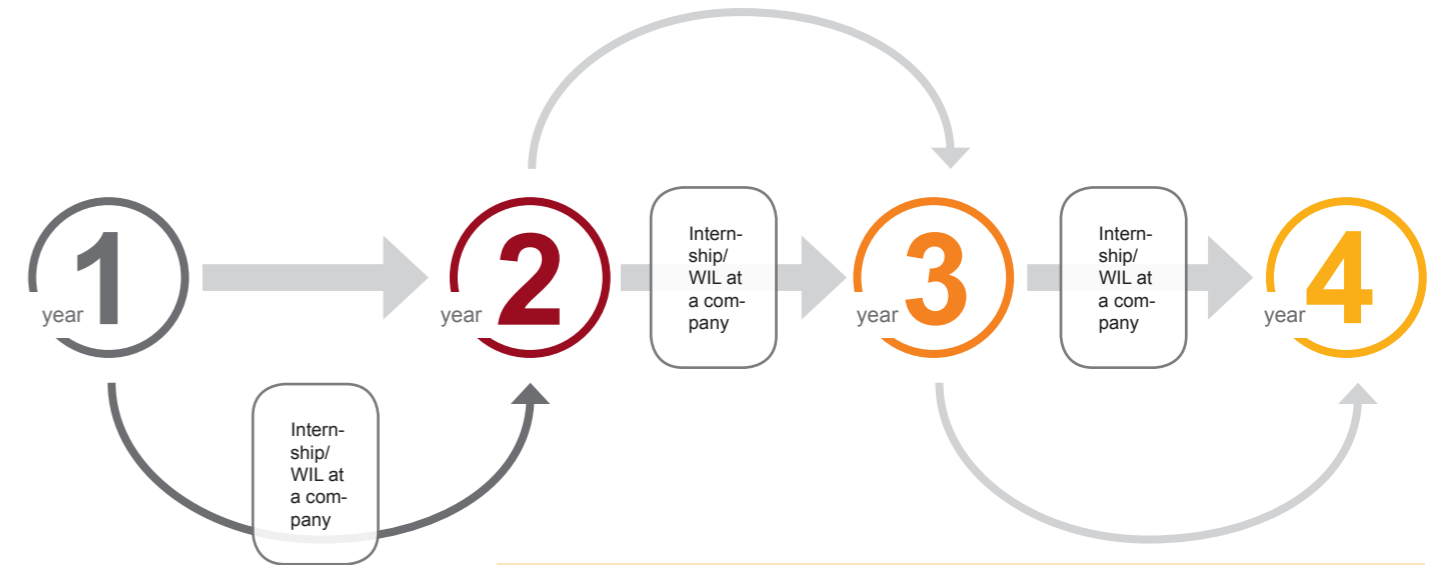 1
year
2
year
Intern-
ship/
WIL at
a com-
pany
3
year
Intern-
ship/
WIL at
a com-
pany
4
year
Intern-
ship/
WIL at
a com-
pany